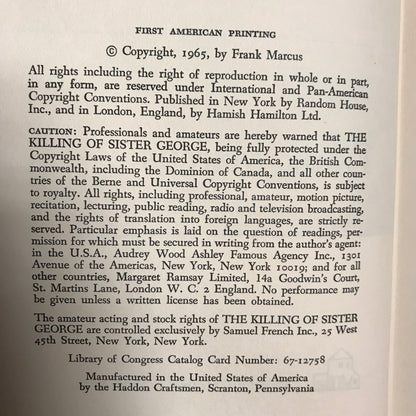 FIRST AMERICAN PRINTING
© Copyright, 1965, by Frank Marcus
All rights including the right of reproduction in whole or in part,
in any form, are reserved under International and Pan-American
Copyright Conventions. Published in New York by Random House,
Inc., and in London, England, by Hamish Hamilton Ltd.
CAUTION: Professionals and amateurs are hereby warned that THE
KILLING OF SISTER GEORGE, being fully protected under the
Copyright Laws of the United States of America, the British Com-
monwealth, including the Dominion of Canada, and all other coun-
tries of the Berne and Universal Copyright Conventions, is subject
to royalty. All rights, including professional, amateur, motion picture,
recitation, lecturing, public reading, radio and television broadcasting,
and the rights of translation into foreign languages, are strictly re-
served. Particular emphasis is laid on the question of readings, per-
mission for which must be secured in writing from the author's agent:
in the U.S.A., Audrey Wood Ashley Famous Agency Inc., 1301
Avenue of the Americas, New York, New York 10019; and for all
other countries, Margaret Ramsay Limited, 14a Goodwin's Court,
St. Martins Lane, London W. C. 2 England. No performance may
be given unless a written license has been obtained.
The amateur acting and stock rights of THE KILLING OF SISTER
GEORGE are controlled exclusively by Samuel French Inc., 25 West
45th Street, New York, New York.
Library of Congress Catalog Card Number: 67-12758
Manufactured in the United States of America
by the Haddon Craftsmen, Scranton, Pennsylvania